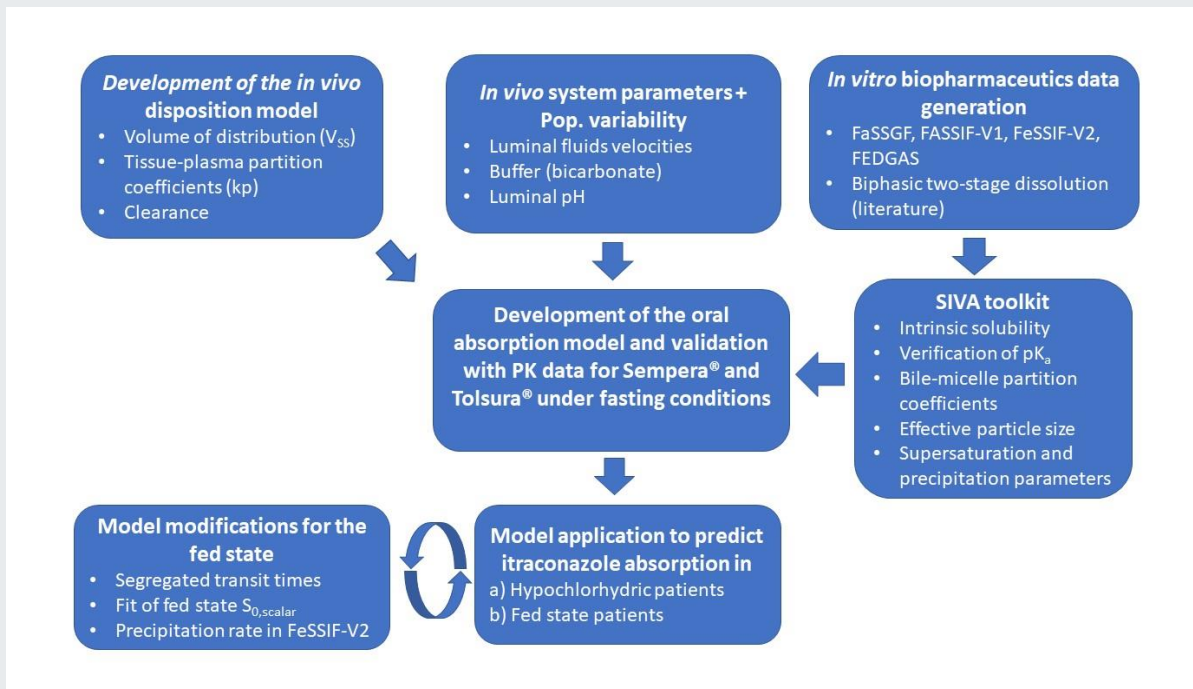 Development of the in vivo
disposition model
• Volume of distribution (VSS)
• Tissue-plasma partition
coefficients (kp)
• Clearance
In vivo system parameters +
Pop. variability
• Luminal fluids velocities
• Buffer (bicarbonate)
• Luminal pH
In vitro biopharmaceutics data
generation
• FaSSGF, FASSIF-V1, FeSSIF-V2,
FEDGAS
• Biphasic two-stage dissolution
(literature)
Development of the oral
absorption model and validation
with PK data for Sempera® and
Tolsura® under fasting conditions
SIVA toolkit
• Intrinsic solubility
• Verification of pKa
• Bile-micelle partition
coefficients
• Effective particle size
• Supersaturation and
precipitation parameters
Model modifications for the
fed state
• Segregated transit times
• Fit of fed state S0,scalar
• Precipitation rate in FeSSIF-V2
Model application to predict
itraconazole absorption in
a) Hypochlorhydric patients
b) Fed state patients